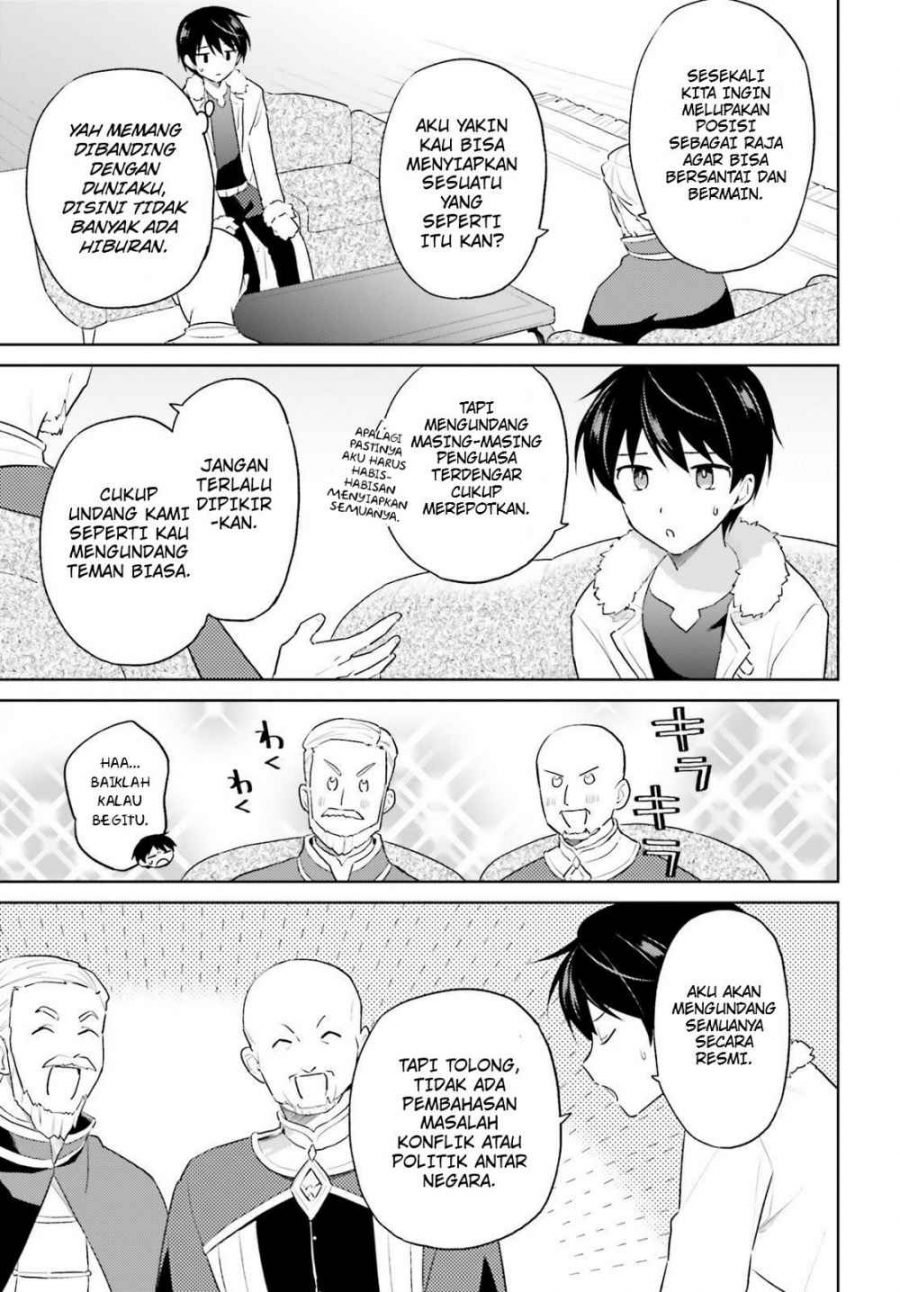 SESEKALI
KITA INGIN
MELUPAKAN
POSISI
SEBAGAI RAJA
AGAR BISA
BERSANTAI DAN
BERMAIN.
AKU YAKIN
KAU BISA
MENYIAPKAN
SESUATU
YANG
SEPERTI
ITU KAN?
YAH MEMANG
DIBANDING
DENGAN
DUNIAKU,
DISINI TIDAK
BANYAK ADA
HIBURAN.
TAPI
MENGUNDANG
MASING-MASING
PENGUASA
TERDENGAR
CUKUP
MEREPOTKAN.
APALAGI
PASTINYA
AKU HARUS
HABIS-
HABISAN
MENYIAPKAN
SEMUANYA.
JANGAN
TERLALU
DIPIKIR
-KAN.
CUKUP
UNDANG KAMI
SEPERTI KAU
MENGUNDANG
TEMAN BIASA.
キラ
キラ
わく
わく
HAA...
BAIKLAH
KALAU
BEGITU.
AKU AKAN
MENGUNDANG
SEMUANYA
SECARA
RESMI.
TAPI TOLONG,
TIDAK ADA
PEMBAHASAN
MASALAH
KONFLIK ATAU
POLITIK ANTAR
NEGARA.